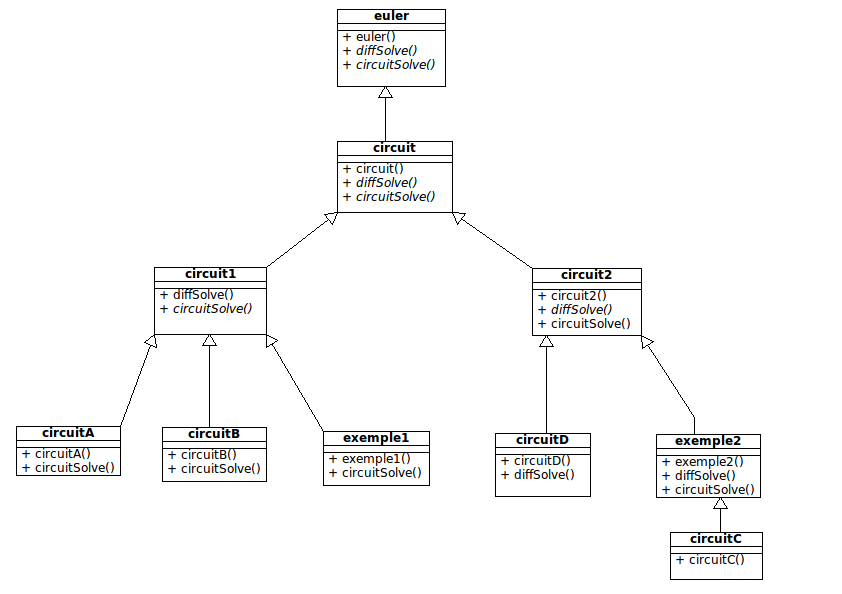 euler
+ euler()
+ diffSolve()
+ circuitSolve()
circuit
+ circuit()
+ diffSolve()
+ circuitSolve()
circuit1
+ diffSolve()
+ circuitSolve()
circuit2
+ circuit2()
+ diffSolve()
+ circuitSolve()
circuitA
+ circuitA()
+ circuitSolve()
circuitB
+ circuitB()
+ circuitSolve()
exemple1
+ exemple1()
+ circuitSolve()
circuitD
+ circuitD()
+ diffSolve()
exemple2
+ exemple2()
+ diffSolve()
+ circuitSolve()
circuitC
+ circuitC()